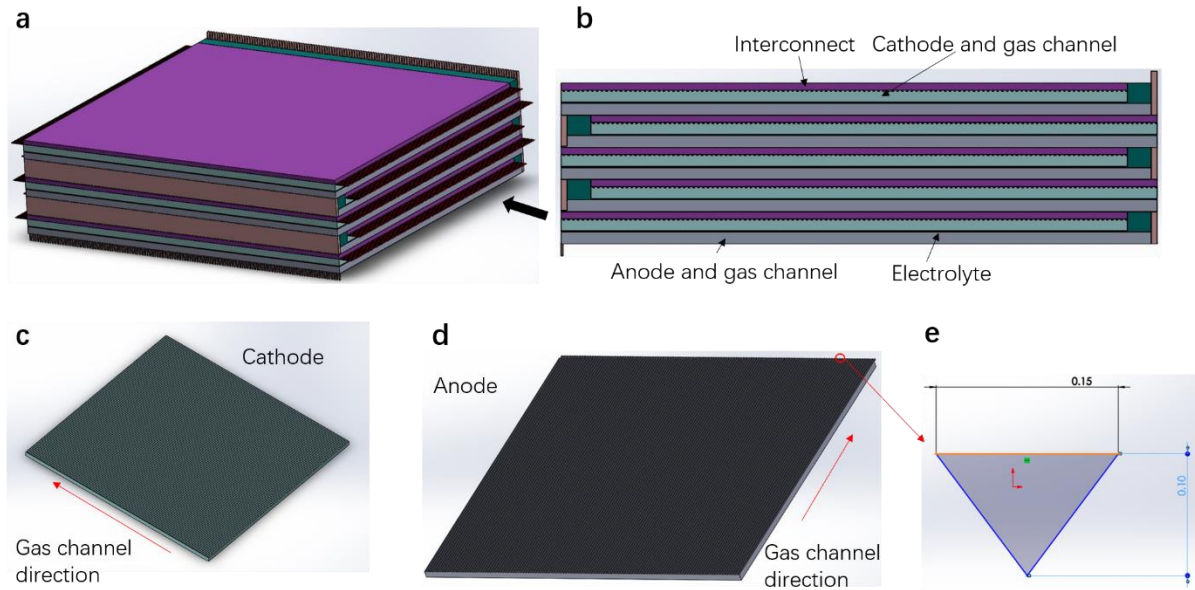 a
b
Interconnect
Cathode and gas channel
Anode and gas channel
Electrolyte
c
Cathode
Gas channel
direction
d
Anode
Gas channel
direction
e
0.15
0.10